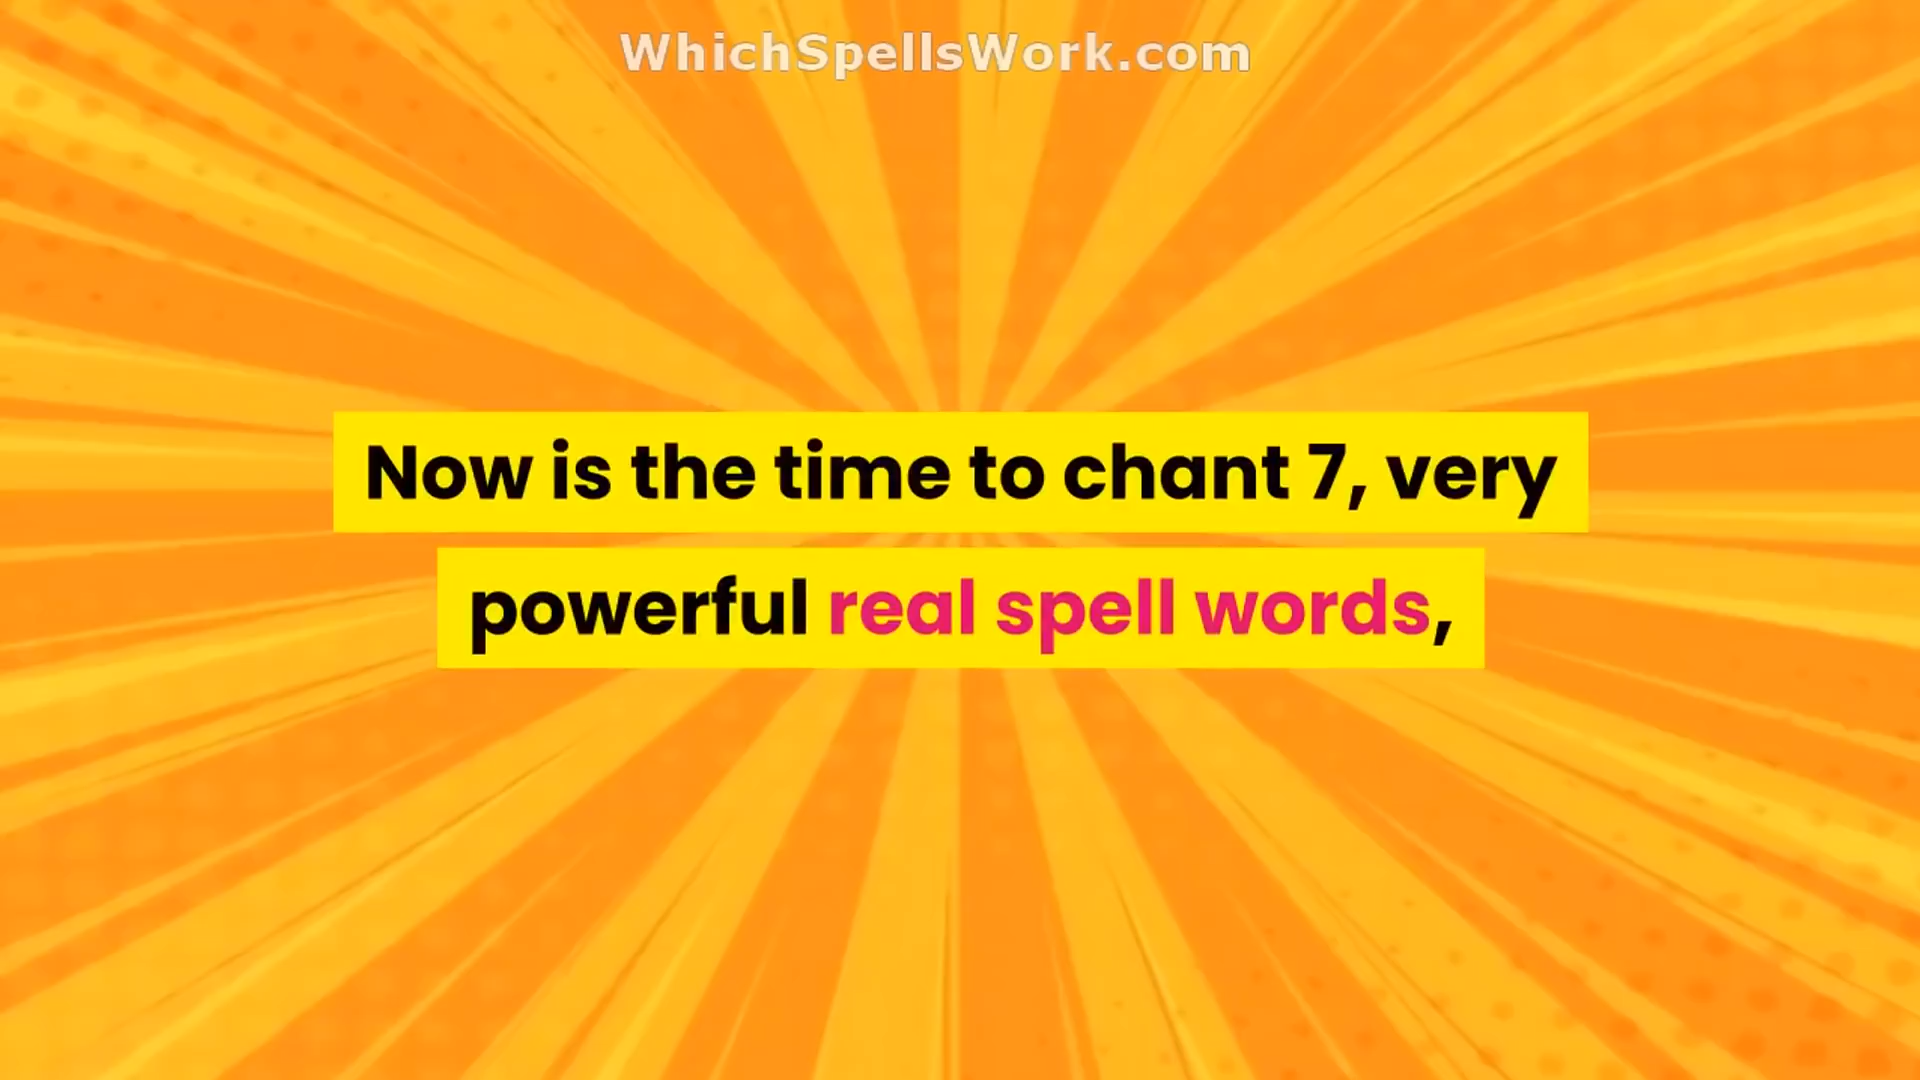 WhichSpellsWork.com
Now is the time to chant 7, very
powerful real spell words,